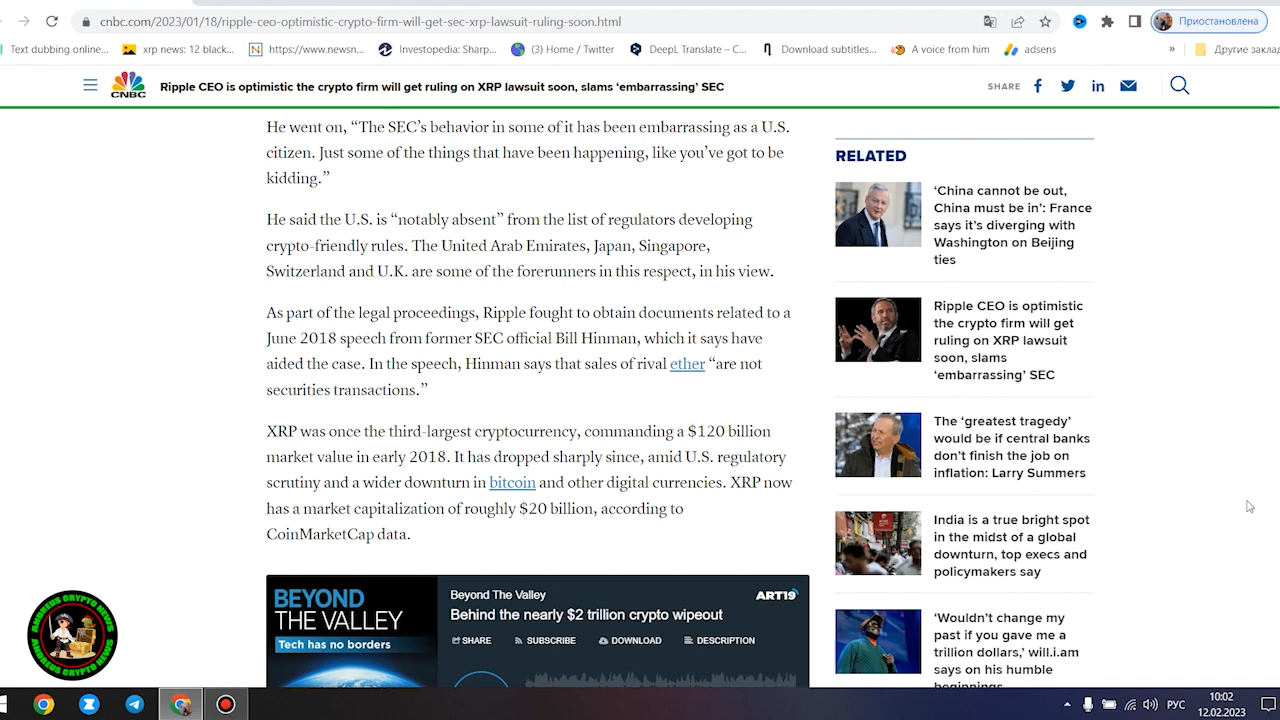 cnbc.com/2023/01/18/ripple-ceo-optimistic-crypto-firm-will-get-sec-xrp-lawsuit-ruling-soon.html
Приостановлена
Text dubbing online...
xrp news: 12 black...
https://www.newsn...
Investopedia: Sharp...
(3) Home / Twitter
DeepL Translate – C...
Download subtitles...
A voice from him
adsens
»
Другие заклад
CNBC
Ripple CEO is optimistic the crypto firm will get ruling on XRP lawsuit soon, slams ‘embarrassing’ SEC
SHARE
He went on, “The SEC’s behavior in some of it has been embarrassing as a U.S.
citizen. Just some of the things that have been happening, like you’ve got to be
kidding.”
He said the U.S. is “notably absent” from the list of regulators developing
crypto-friendly rules. The United Arab Emirates, Japan, Singapore,
Switzerland and U.K. are some of the forerunners in this respect, in his view.
As part of the legal proceedings, Ripple fought to obtain documents related to a
June 2018 speech from former SEC official Bill Hinman, which it says have
aided the case. In the speech, Hinman says that sales of rival ether “are not
securities transactions.”
XRP was once the third-largest cryptocurrency, commanding a $120 billion
market value in early 2018. It has dropped sharply since, amid U.S. regulatory
scrutiny and a wider downturn in bitcoin and other digital currencies. XRP now
has a market capitalization of roughly $20 billion, according to
CoinMarketCap data.
BEYOND
THE VALLEY
Tech has no borders
Beyond The Valley
Behind the nearly $2 trillion crypto wipeout
ART19
SHARE
SUBSCRIBE
DOWNLOAD
DESCRIPTION
RELATED
‘China cannot be out,
China must be in’: France
says it’s diverging with
Washington on Beijing
ties
Ripple CEO is optimistic
the crypto firm will get
ruling on XRP lawsuit
soon, slams
‘embarrassing’ SEC
The ‘greatest tragedy’
would be if central banks
don’t finish the job on
inflation: Larry Summers
India is a true bright spot
in the midst of a global
downturn, top execs and
policymakers say
‘Wouldn’t change my
past if you gave me a
trillion dollars,’ will.i.am
says on his humble
beginnings
ANDREUS CRYPTO NEWS
ANDREUS CRYPTO NEWS
РУС
10:02
12.02.2023